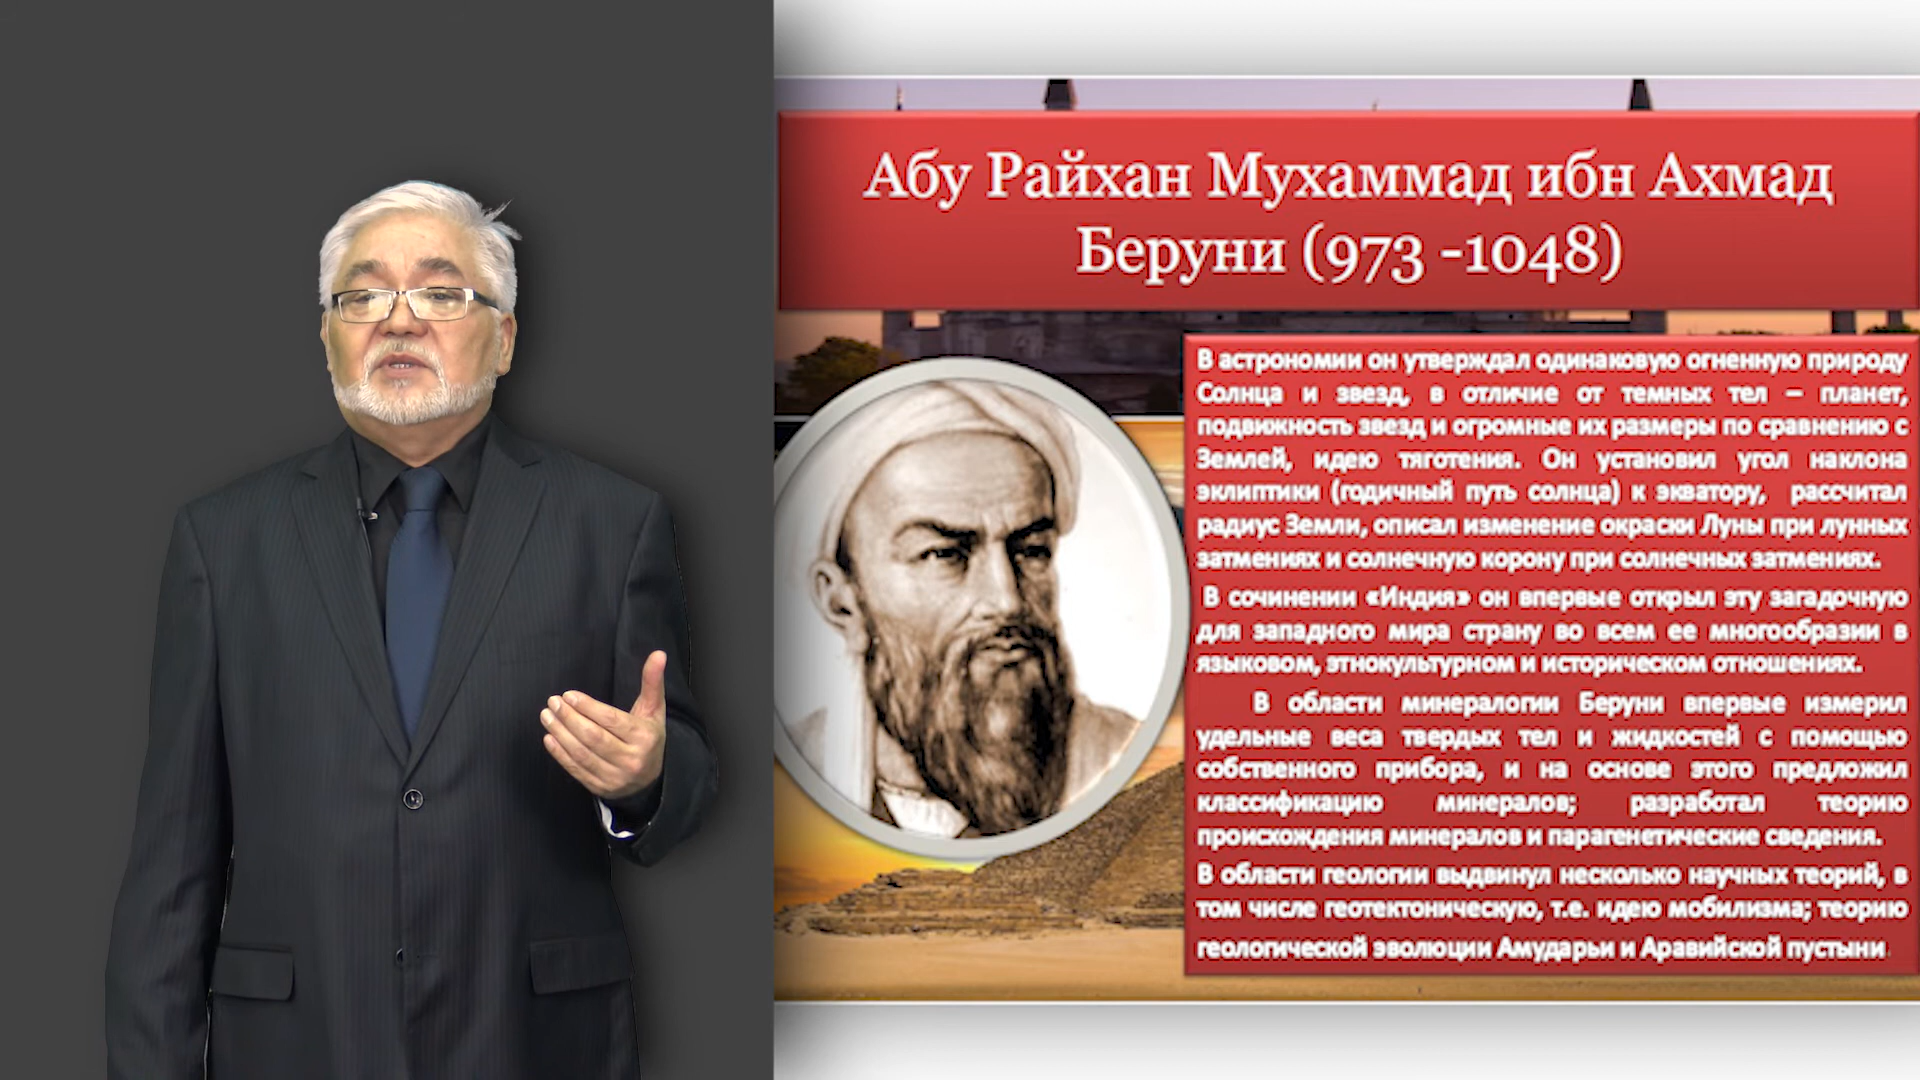 Абу Райхан Мухаммад ибн Ахмад
Беруни (973 -1048)
В астрономии он утверждал одинаковую огненную природу
Солнца и звезд, в отличие от темных тел – планет,
подвижность звезд и огромные их размеры по сравнению с
Землей, идею тяготения. Он установил угол наклона
эклиптики (годичный путь солнца) к экватору, рассчитал
радиус Земли, описал изменение окраски Луны при лунных
затмениях и солнечную корону при солнечных затмениях.
В сочинении «Индия» он впервые открыл эту загадочную
для западного мира страну во всем ее многообразии в
языковом, этнокультурном и историческом отношениях.
В области минералогии Беруни впервые измерил
удельные веса твердых тел и жидкостей с помощью
собственного прибора, и на основе этого предложил
классификацию минералов; разработал теорию
происхождения минералов и парагенетические сведения.
В области геологии выдвинул несколько научных теорий, в
том числе геотектоническую, т.е. идею мобилизма; теорию
геологической эволюции Амударьи и Аравийской пустыни